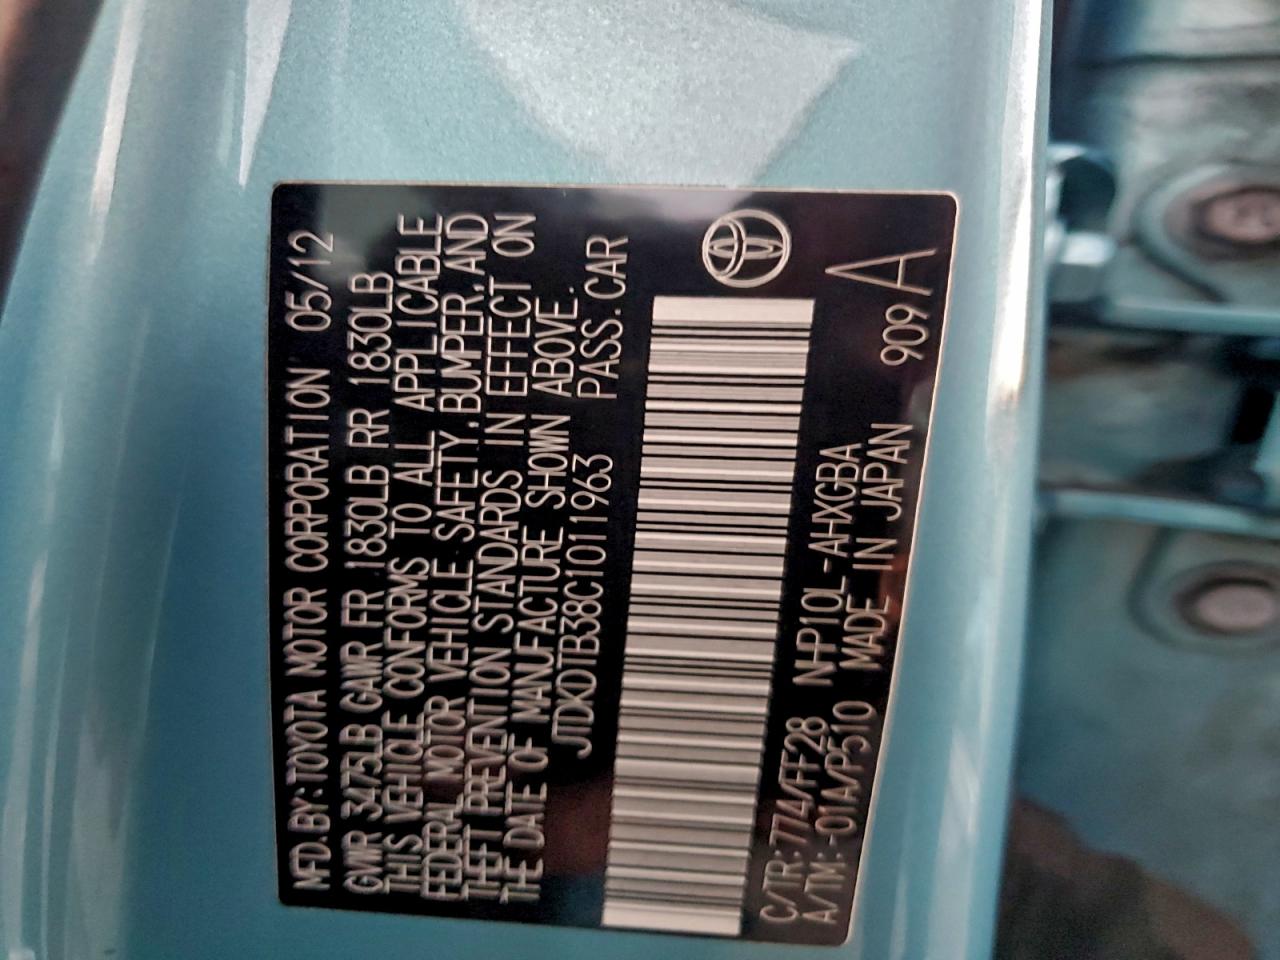 MFD.BY:TOYOTA MOTOR CORPORATION 05/12
GVWR 3475LB GAWR FR 1830LB RR 1830LB
THIS VEHICLE CONFORMS TO ALL APPLICABLE
FEDERAL MOTOR VEHICLE SAFETY,BUMPER,AND
THEFT PREVENTION STANDARDS IN EFFECT ON
THE DATE OF MANUFACTURE SHOWN ABOVE.
JTDKDTB38C1011963 PASS.CAR
C/TR:774/FF28 NHP10L-AHXGBA 909 A
A/TM:-01A/P510 MADE IN JAPAN